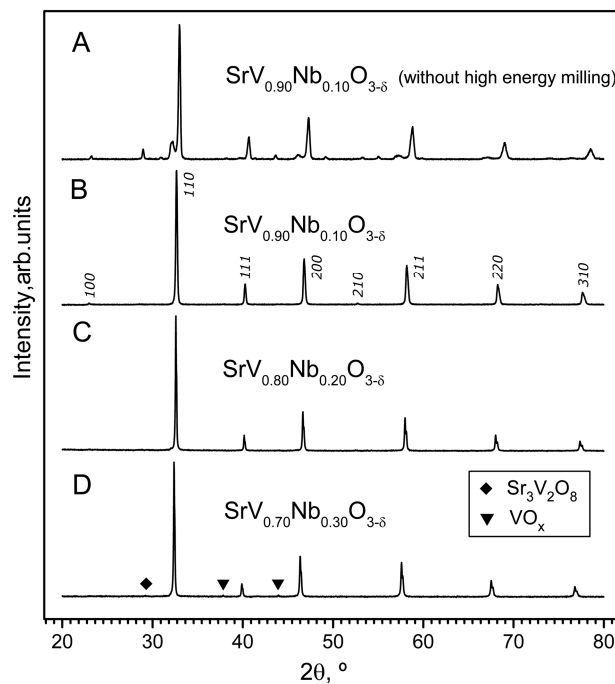 A
SrV0.90Nb0.10O3-δ (without high energy milling)
B
110
SrV0.90Nb0.10O3-δ
100
111
200
210
211
220
310
C
SrV0.80Nb0.20O3-δ
D
SrV0.70Nb0.30O3-δ
◆ Sr3V2O8
▼ VOx
Intensity,arb.units
20 30 40 50 60 70 80
2θ, º